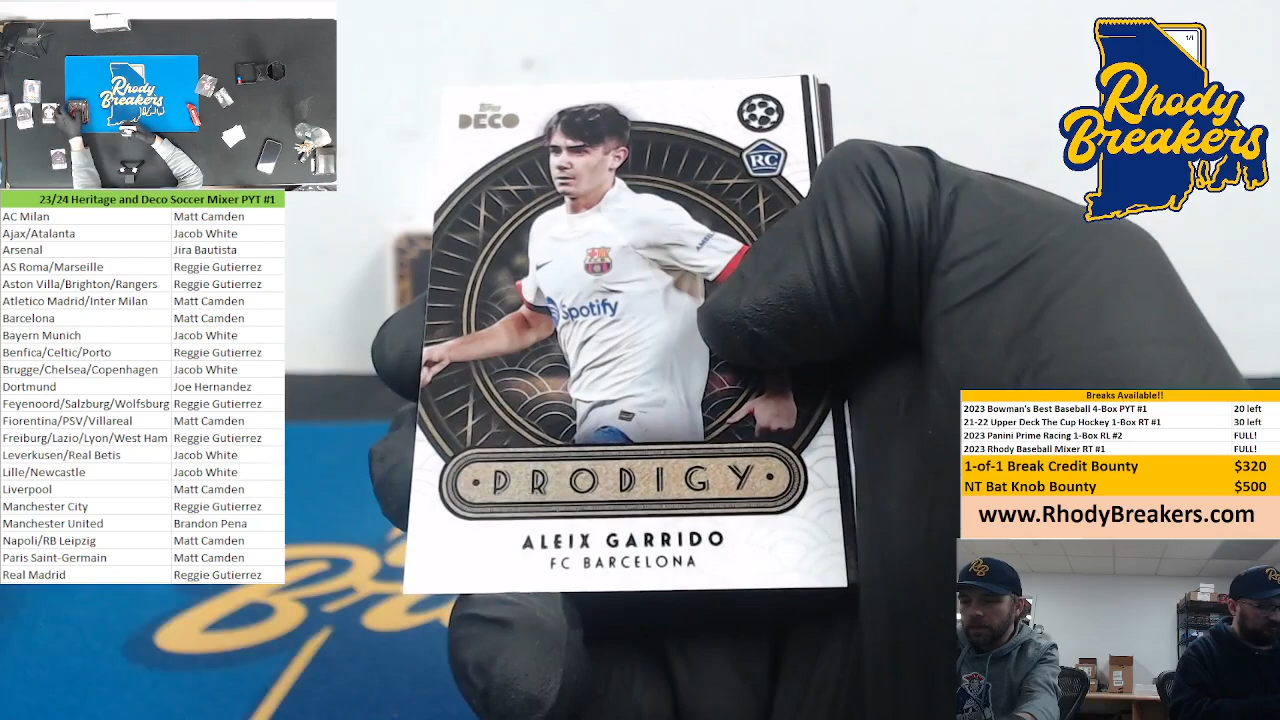 Rhody
Breakers
23/24 Heritage and Deco Soccer Mixer PYT #1
AC Milan Matt Camden
Ajax/Atalanta Jacob White
Arsenal Jira Bautista
AS Roma/Marseille Reggie Gutierrez
Aston Villa/Brighton/Rangers Reggie Gutierrez
Atletico Madrid/Inter Milan Matt Camden
Barcelona Matt Camden
Bayern Munich Jacob White
Benfica/Celtic/Porto Reggie Gutierrez
Brugge/Chelsea/Copenhagen Jacob White
Dortmund Joe Hernandez
Feyenoord/Salzburg/Wolfsburg Reggie Gutierrez
Fiorentina/PSV/Villareal Matt Camden
Freiburg/Lazio/Lyon/West Ham Reggie Gutierrez
Leverkusen/Real Betis Jacob White
Lille/Newcastle Jacob White
Liverpool Matt Camden
Manchester City Reggie Gutierrez
Manchester United Brandon Pena
Napoli/RB Leipzig Matt Camden
Paris Saint-Germain Matt Camden
Real Madrid Reggie Gutierrez
Topps
DECO
RC
Spotify
PRODIGY
ALEIX GARRIDO
FC BARCELONA
1/1
Rhody
Breakers
Breaks Available!!
2023 Bowman's Best Baseball 4-Box PYT #1 20 left
21-22 Upper Deck The Cup Hockey 1-Box RT #1 30 left
2023 Panini Prime Racing 1-Box RL #2 FULL!
2023 Rhody Baseball Mixer RT #1 FULL!
1-of-1 Break Credit Bounty $320
NT Bat Knob Bounty $500
www.RhodyBreakers.com
RB